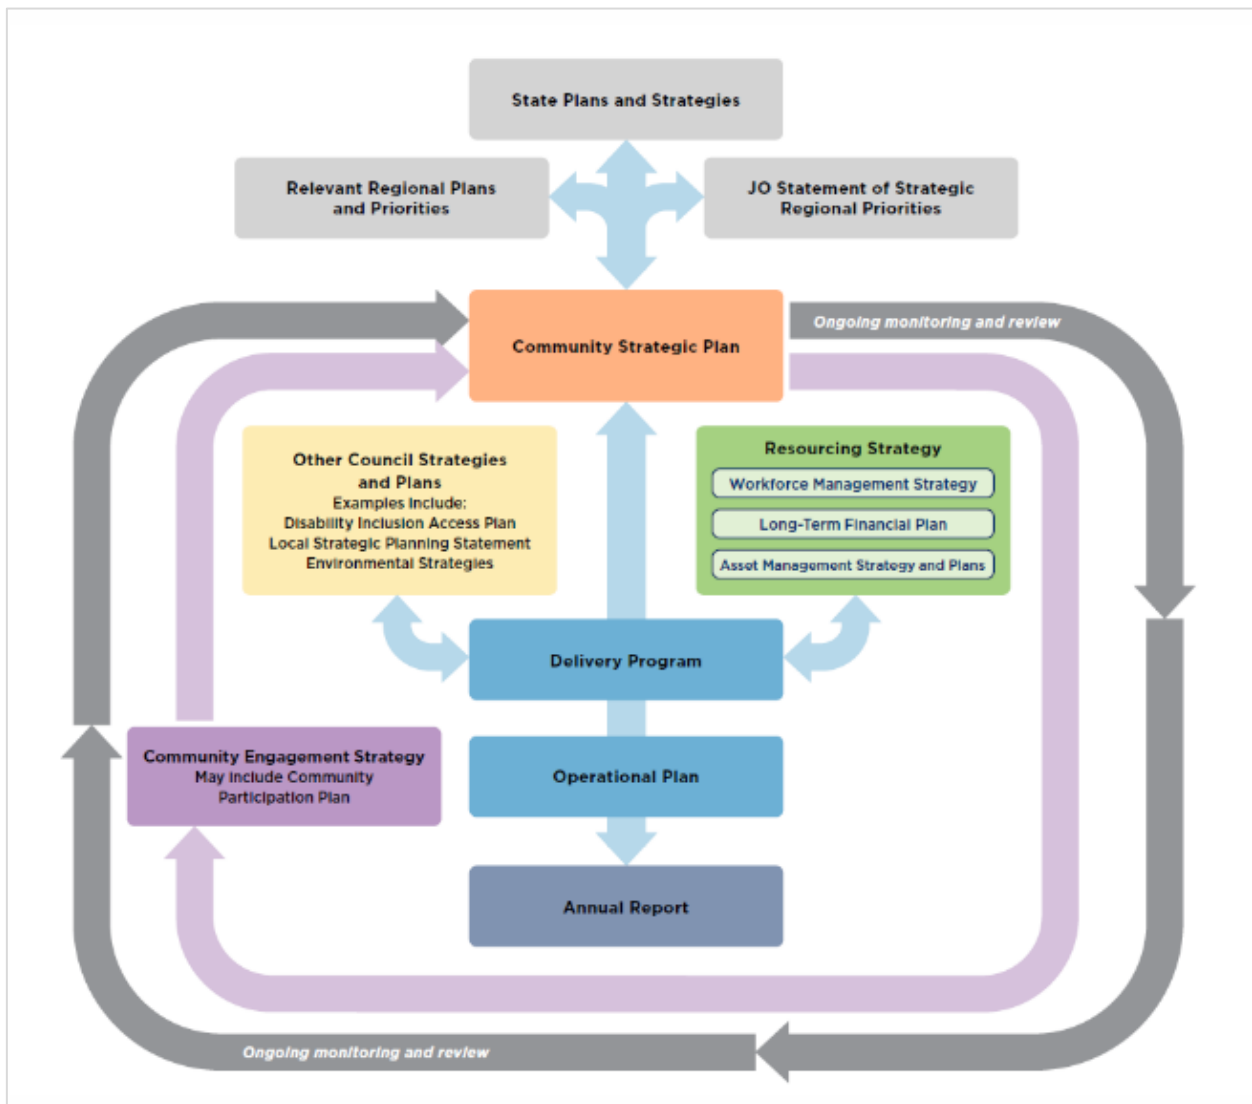 State Plans and Strategies
Relevant Regional Plans
and Priorities
JO Statement of Strategic
Regional Priorities
Community Strategic Plan
Ongoing monitoring and review
Other Council Strategies
and Plans
Examples Include:
Disability Inclusion Access Plan
Local Strategic Planning Statement
Environmental Strategies
Resourcing Strategy
Workforce Management Strategy
Long-Term Financial Plan
Asset Management Strategy and Plans
Delivery Program
Community Engagement Strategy
May Include Community
Participation Plan
Operational Plan
Annual Report
Ongoing monitoring and review